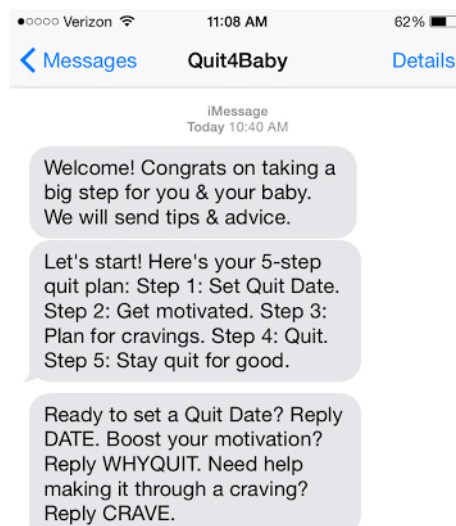 Verizon 11:08 AM 62%
Messages Quit4Baby Details
iMessage
Today 10:40 AM
Welcome! Congrats on taking a
big step for you & your baby.
We will send tips & advice.
Let's start! Here's your 5-step
quit plan: Step 1: Set Quit Date.
Step 2: Get motivated. Step 3:
Plan for cravings. Step 4: Quit.
Step 5: Stay quit for good.
Ready to set a Quit Date? Reply
DATE. Boost your motivation?
Reply WHYQUIT. Need help
making it through a craving?
Reply CRAVE.